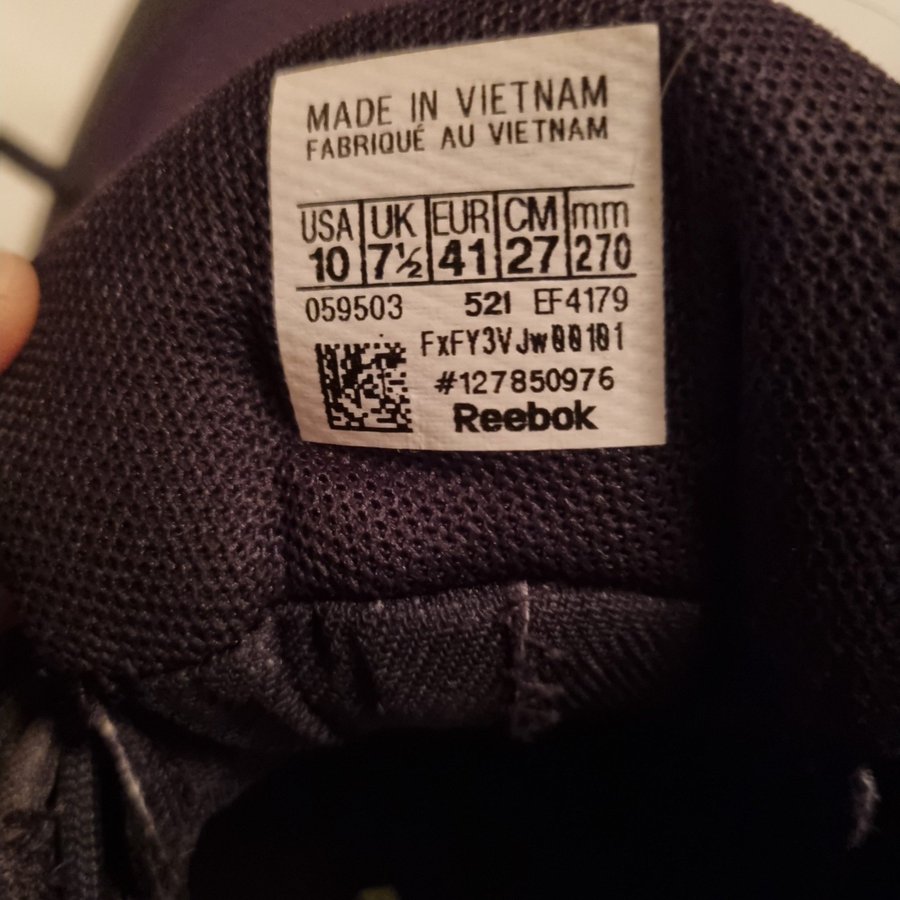 MADE IN VIETNAM
FABRIQUÉ AU VIETNAM
USA UK EUR CM mm
10 7½ 41 27 270
059503 521 EF4179
FxFY3VJw00101
#127850976
Reebok